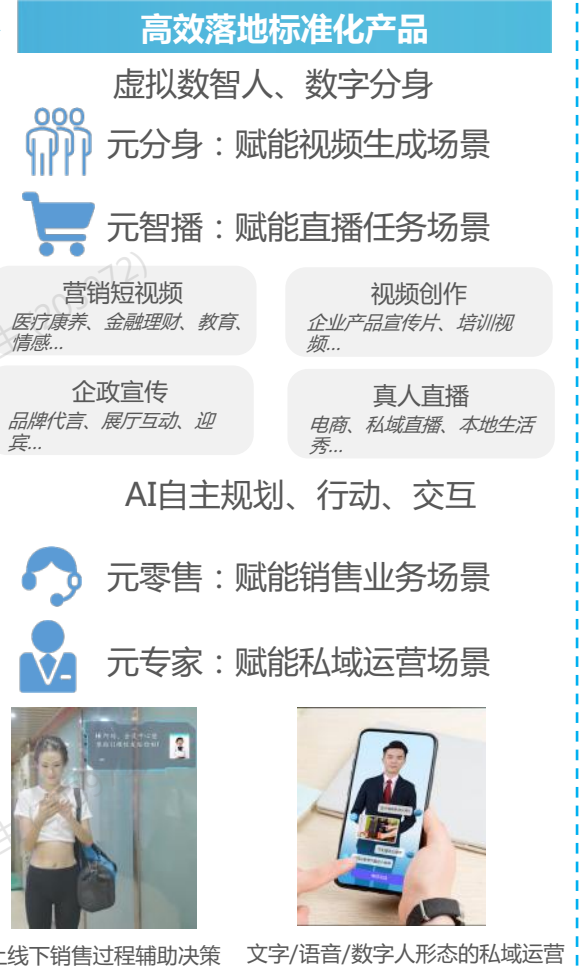 高效落地标准化产品
虚拟数智人、数字分身
元分身：赋能视频生成场景
元智播：赋能直播任务场景
营销短视频
医疗康养、金融理财、教育、
情感...
视频创作
企业产品宣传片、培训视
频...
企政宣传
品牌代言、展厅互动、迎
宾...
真人直播
电商、私域直播、本地生活
秀...
AI自主规划、行动、交互
元零售：赋能销售业务场景
元专家：赋能私域运营场景
线下销售过程辅助决策
文字/语音/数字人形态的私域运营